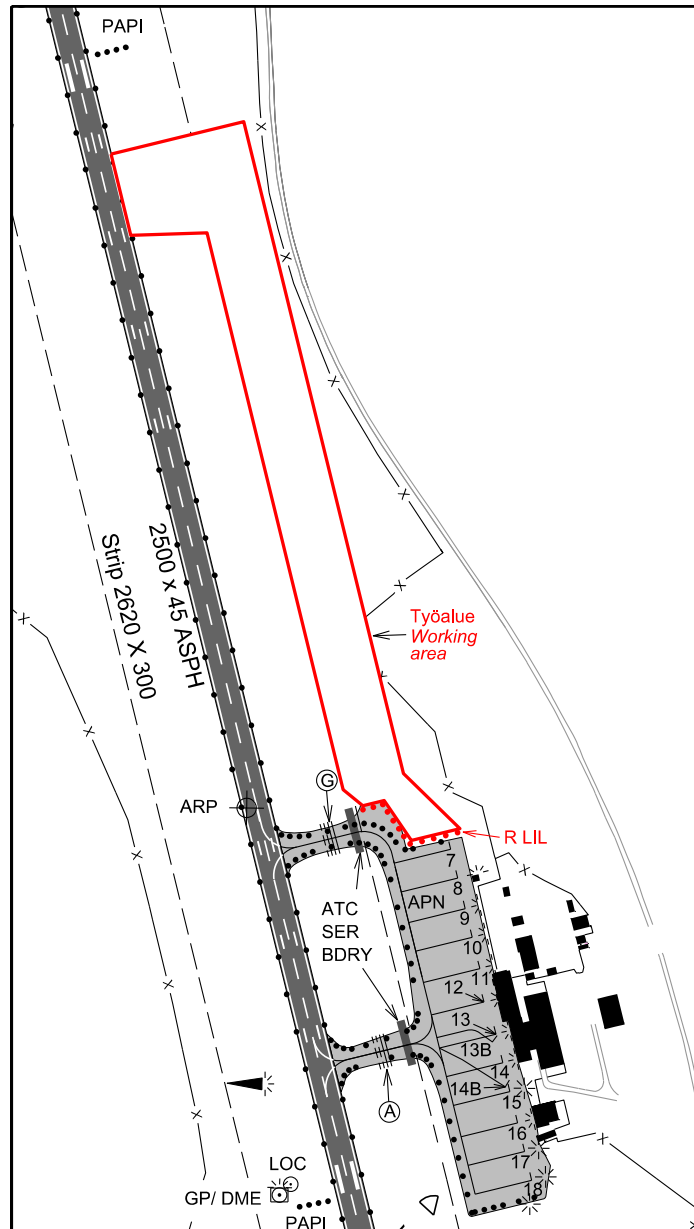 PAPI
2500 x 45 ASPH
Strip 2620 X 300
Työalue
Working
area
G
ARP
R LIL
7
8
APN
ATC
SER
BDRY
9
10
11
12
13
13B
14
14B
15
A
16
17
LOC
GP/ DME
18
PAPI